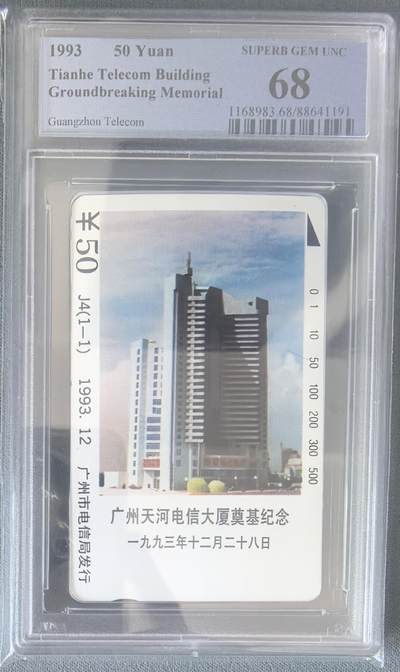 1993 50 Yuan SUPERB GEM UNC
Tianhe Telecom Building
Groundbreaking Memorial
68
1168983.68/88641191
Guangzhou Telecom
¥50
J4(1—1) 1993.12 广州市电信局发行
0 1 10 50 100 200 300 500
广州天河电信大厦奠基纪念
一九九三年十二月二十八日